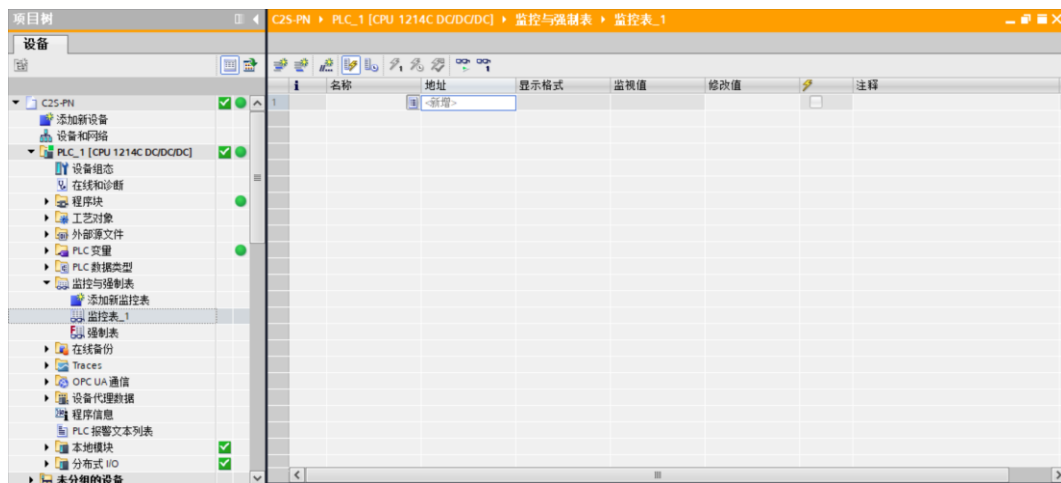 项目树
C2S-PN ▸ PLC_1 [CPU 1214C DC/DC/DC] ▸ 监控与强制表 ▸ 监控表_1
设备
i 名称 地址 显示格式 监视值 修改值 注释
1 <新增>
C2S-PN
添加新设备
设备和网络
PLC_1 [CPU 1214C DC/DC/DC]
设备组态
在线和诊断
程序块
工艺对象
外部源文件
PLC 变量
PLC 数据类型
监控与强制表
添加新监控表
监控表_1
强制表
在线备份
Traces
OPC UA 通信
设备代理数据
程序信息
PLC 报警文本列表
本地模块
分布式 I/O
未分组的设备